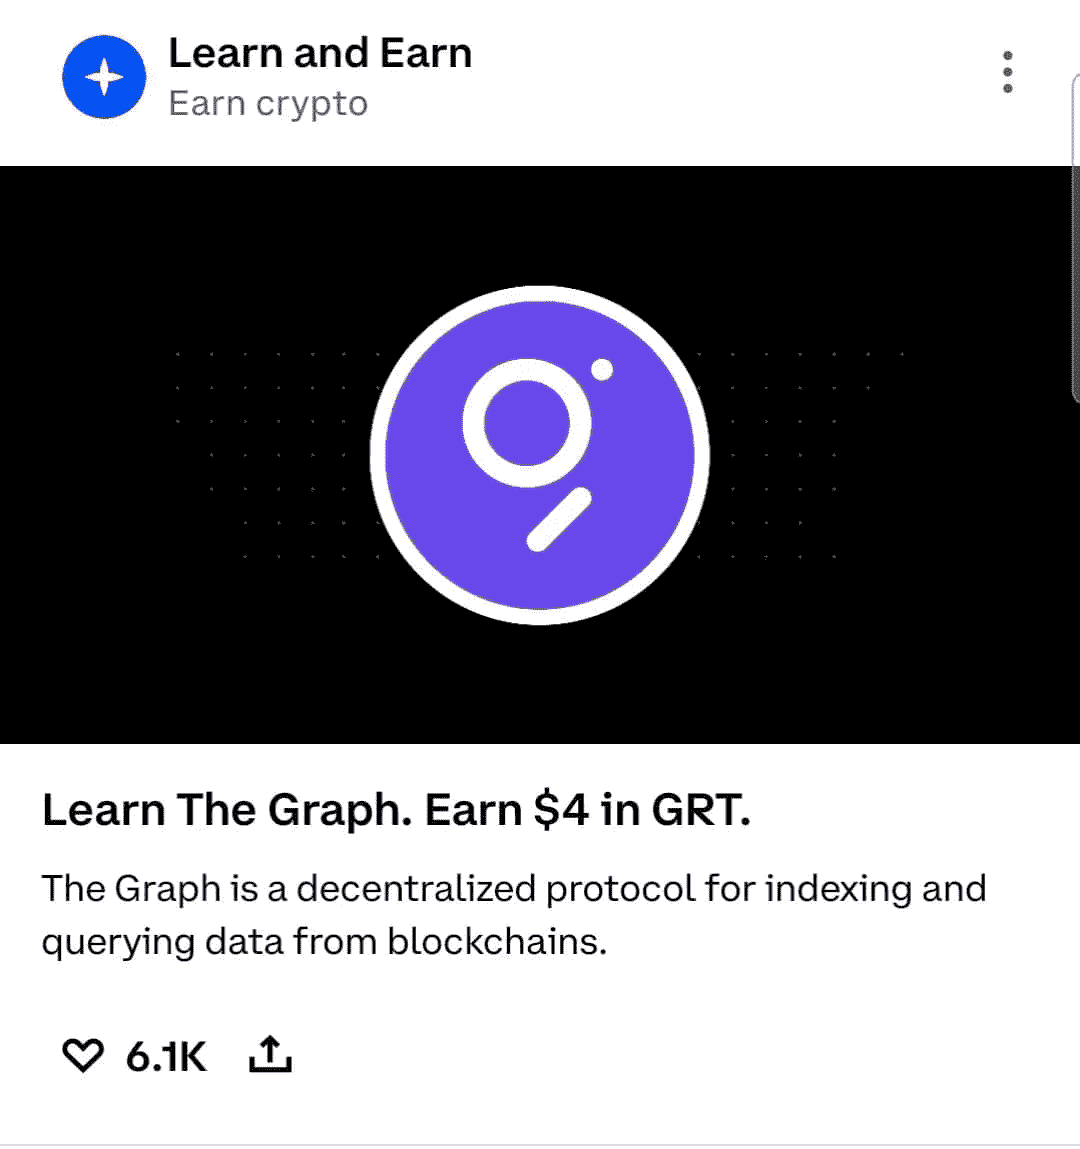 Learn and Earn
Earn crypto
Learn The Graph. Earn $4 in GRT.
The Graph is a decentralized protocol for indexing and
querying data from blockchains.
6.1K